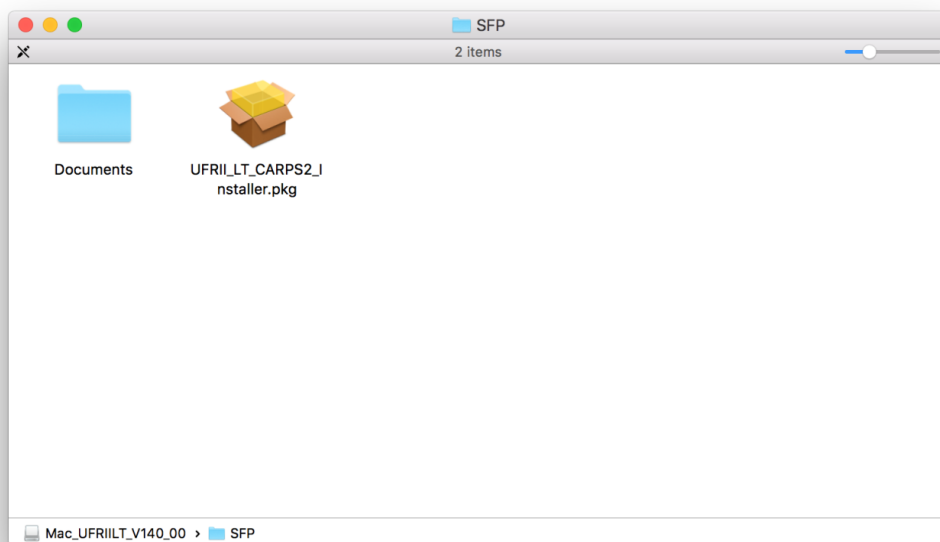 SFP
2 items
Documents
UFRII_LT_CARPS2_I
nstaller.pkg
Mac_UFRIILT_V140_00 › SFP